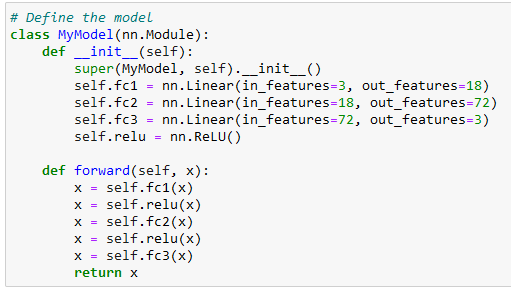 # Define the model
class MyModel(nn.Module):
    def __init__(self):
        super(MyModel, self).__init__()
        self.fc1 = nn.Linear(in_features=3, out_features=18)
        self.fc2 = nn.Linear(in_features=18, out_features=72)
        self.fc3 = nn.Linear(in_features=72, out_features=3)
        self.relu = nn.ReLU()

    def forward(self, x):
        x = self.fc1(x)
        x = self.relu(x)
        x = self.fc2(x)
        x = self.relu(x)
        x = self.fc3(x)
        return x